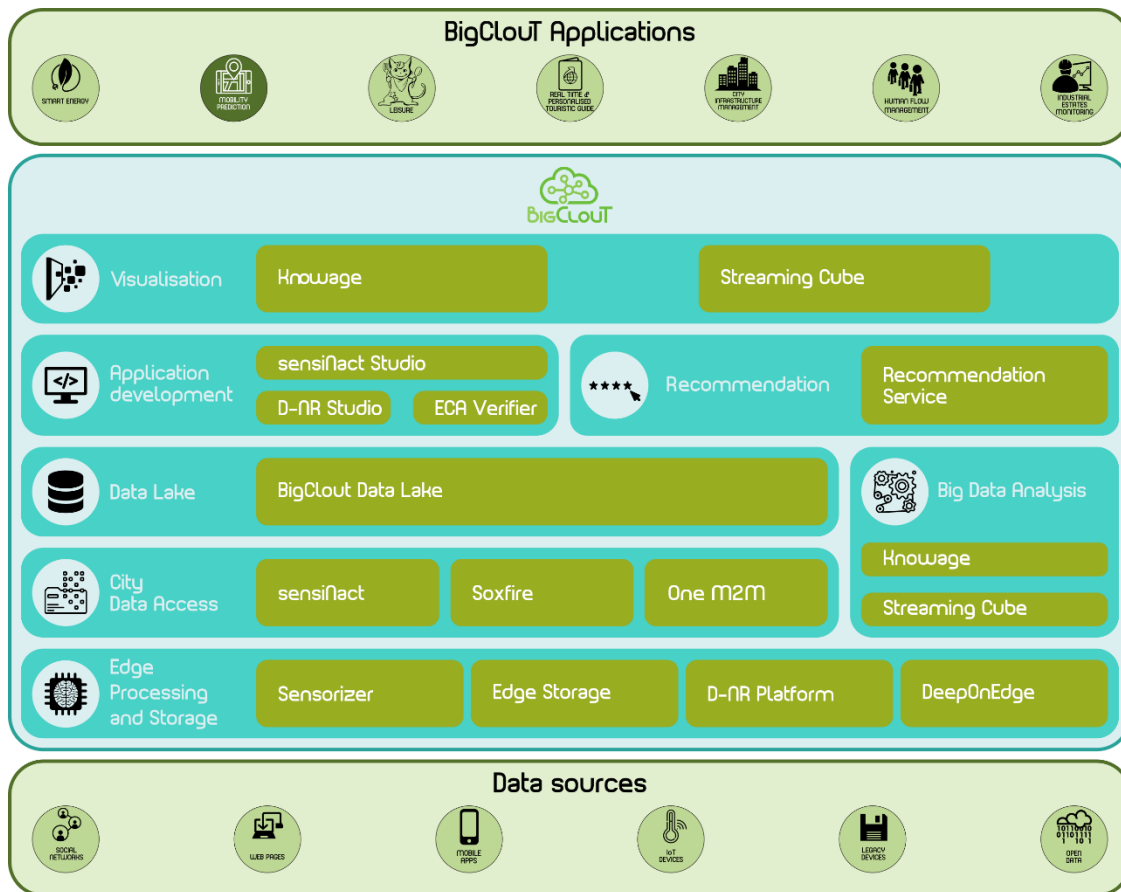 BigClouT Applications
SMART ENERGY
MOBILITY
PREDICTION
LEISURE
REAL TIME &
PERSONALISED
TOURISTIC GUIDE
CITY
INFRASTRUCTURE
MANAGEMENT
HUMAN FLOW
MANAGEMENT
INDUSTRIAL
ESTATES
MONITORING
BIGCLOUT
Visualisation
Knowage
Streaming Cube
Application
development
sensiNact Studio
D-NR Studio
ECA Verifier
Recommendation
Recommendation
Service
Data Lake
BigClout Data Lake
Big Data Analysis
Knowage
Streaming Cube
City
Data Access
sensiNact
Soxfire
One M2M
Edge
Processing
and Storage
Sensorizer
Edge Storage
D-NR Platform
DeepOnEdge
Data sources
SOCIAL
NETWORKS
WEB PAGES
MOBILE
APPS
IoT
DEVICES
LEGACY
DEVICES
OPEN
DATA